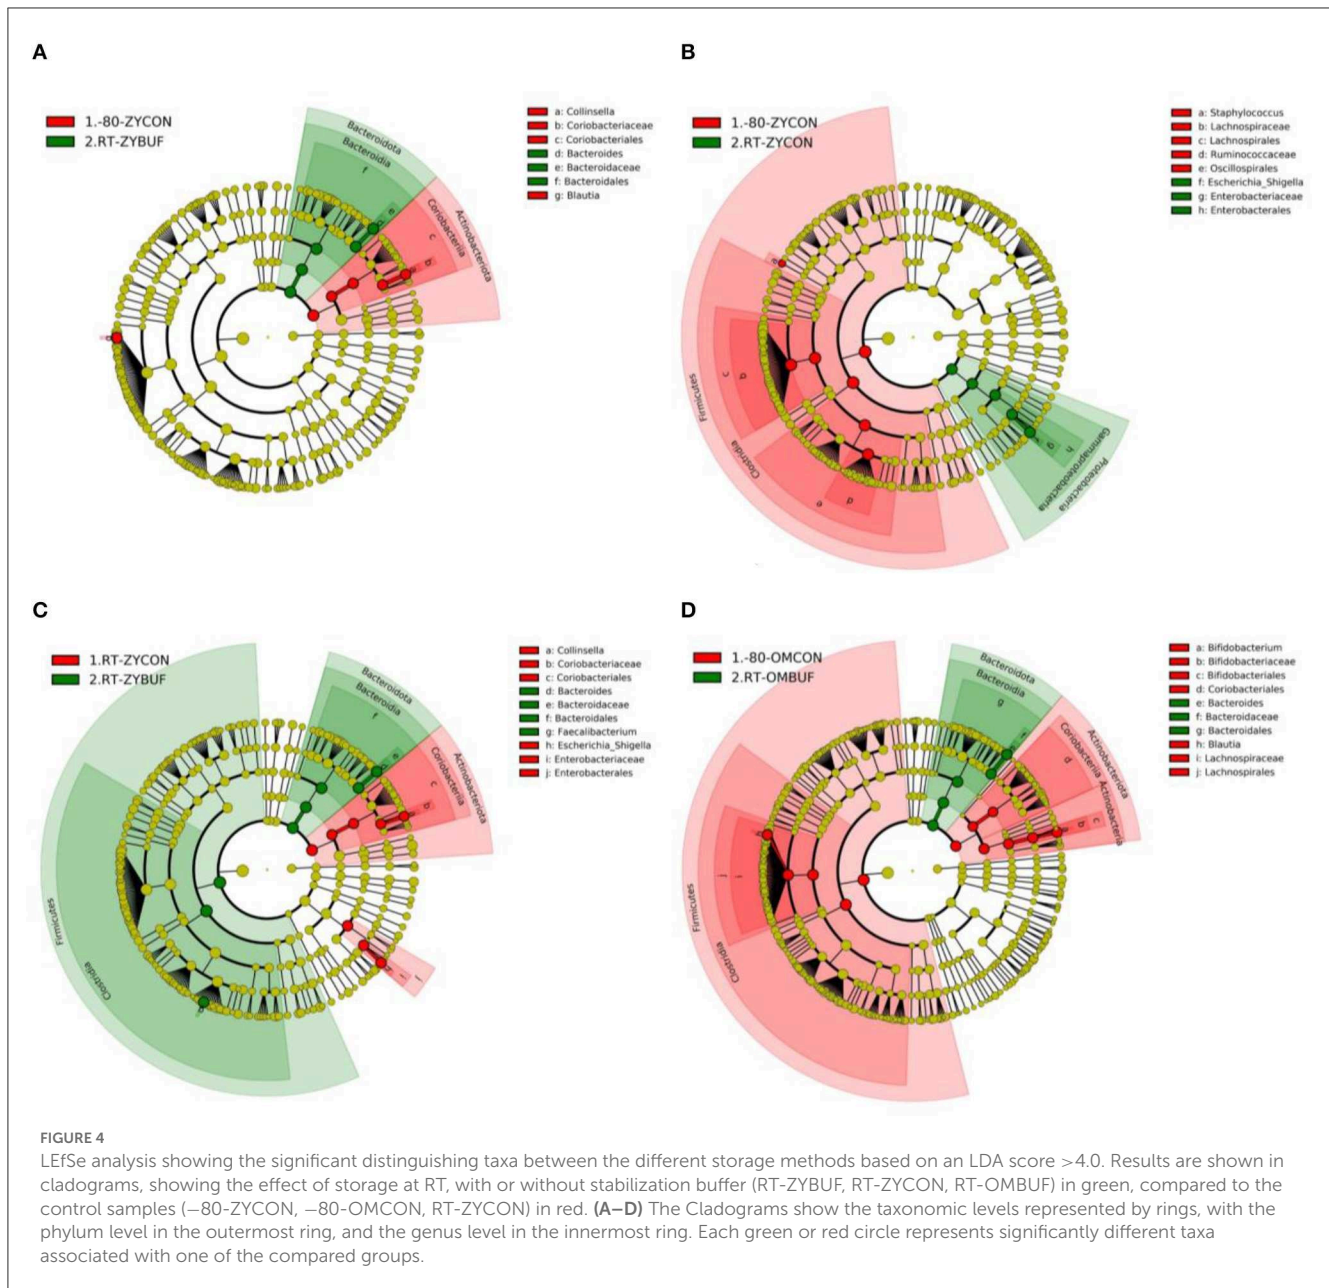 A
1.-80-ZYCON
2.RT-ZYBUF
a: Collinsella
b: Coriobacteriaceae
c: Coriobacteriales
d: Bacteroides
e: Bacteroidaceae
f: Bacteroidales
g: Blautia
Bacteroidota
Bacteroidia
f
e
Actinobacteriota
Coriobacteriia
c
b
B
1.-80-ZYCON
2.RT-ZYCON
a: Staphylococcus
b: Lachnospiraceae
c: Lachnospirales
d: Ruminococcaceae
e: Oscillospirales
f: Escherichia_Shigella
g: Enterobacteriaceae
h: Enterobacterales
Firmicutes
Clostridia
c
b
e
d
Gammaproteobacteria
Proteobacteria
g
h
C
1.RT-ZYCON
2.RT-ZYBUF
a: Collinsella
b: Coriobacteriaceae
c: Coriobacteriales
d: Bacteroides
e: Bacteroidaceae
f: Bacteroidales
g: Faecalibacterium
h: Escherichia_Shigella
i: Enterobacteriaceae
j: Enterobacterales
Bacteroidota
Bacteroidia
f
e
Actinobacteriota
Coriobacteriia
c
b
Firmicutes
Clostridia
i
j
D
1.-80-OMCON
2.RT-OMBUF
a: Bifidobacterium
b: Bifidobacteriaceae
c: Bifidobacteriales
d: Coriobacteriales
e: Bacteroides
f: Bacteroidaceae
g: Bacteroidales
h: Blautia
i: Lachnospiraceae
j: Lachnospirales
Bacteroidota
Bacteroidia
g
f
Actinobacteriota
Coriobacteriia
Actinobacteria
d
c
b
Firmicutes
Clostridia
j
i
FIGURE 4
LEfSe analysis showing the significant distinguishing taxa between the different storage methods based on an LDA score >4.0. Results are shown in
cladograms, showing the effect of storage at RT, with or without stabilization buffer (RT-ZYBUF, RT-ZYCON, RT-OMBUF) in green, compared to the
control samples (−80-ZYCON, −80-OMCON, RT-ZYCON) in red. (A–D) The Cladograms show the taxonomic levels represented by rings, with the
phylum level in the outermost ring, and the genus level in the innermost ring. Each green or red circle represents significantly different taxa
associated with one of the compared groups.